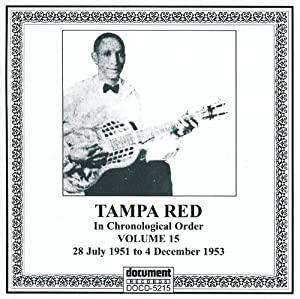 TAMPA RED
In Chronological Order
VOLUME 15
28 July 1951 to 4 December 1953
document
RECORDS
DOCD-5215